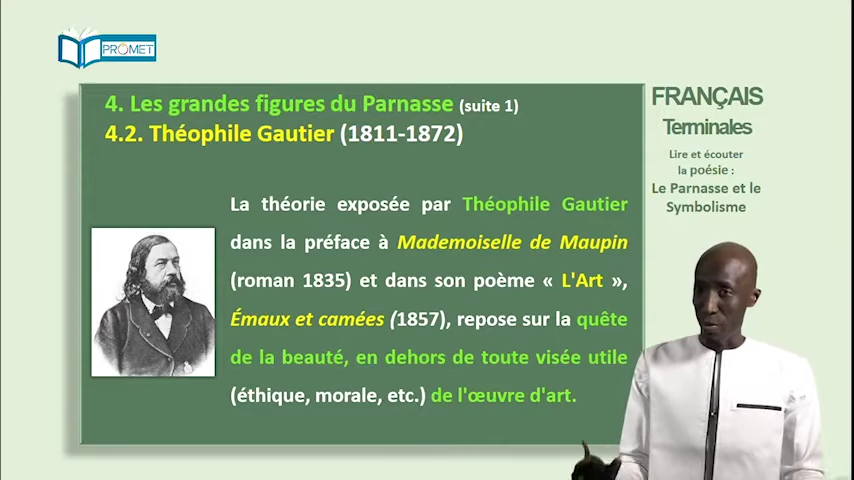 PROMET
4. Les grandes figures du Parnasse (suite 1)
4.2. Théophile Gautier (1811-1872)
La théorie exposée par Théophile Gautier
dans la préface à Mademoiselle de Maupin
(roman 1835) et dans son poème « L'Art »,
Émaux et camées (1857), repose sur la quête
de la beauté, en dehors de toute visée utile
(éthique, morale, etc.) de l'œuvre d'art.
FRANÇAIS
Terminales
Lire et écouter
la poésie :
Le Parnasse et le
Symbolisme